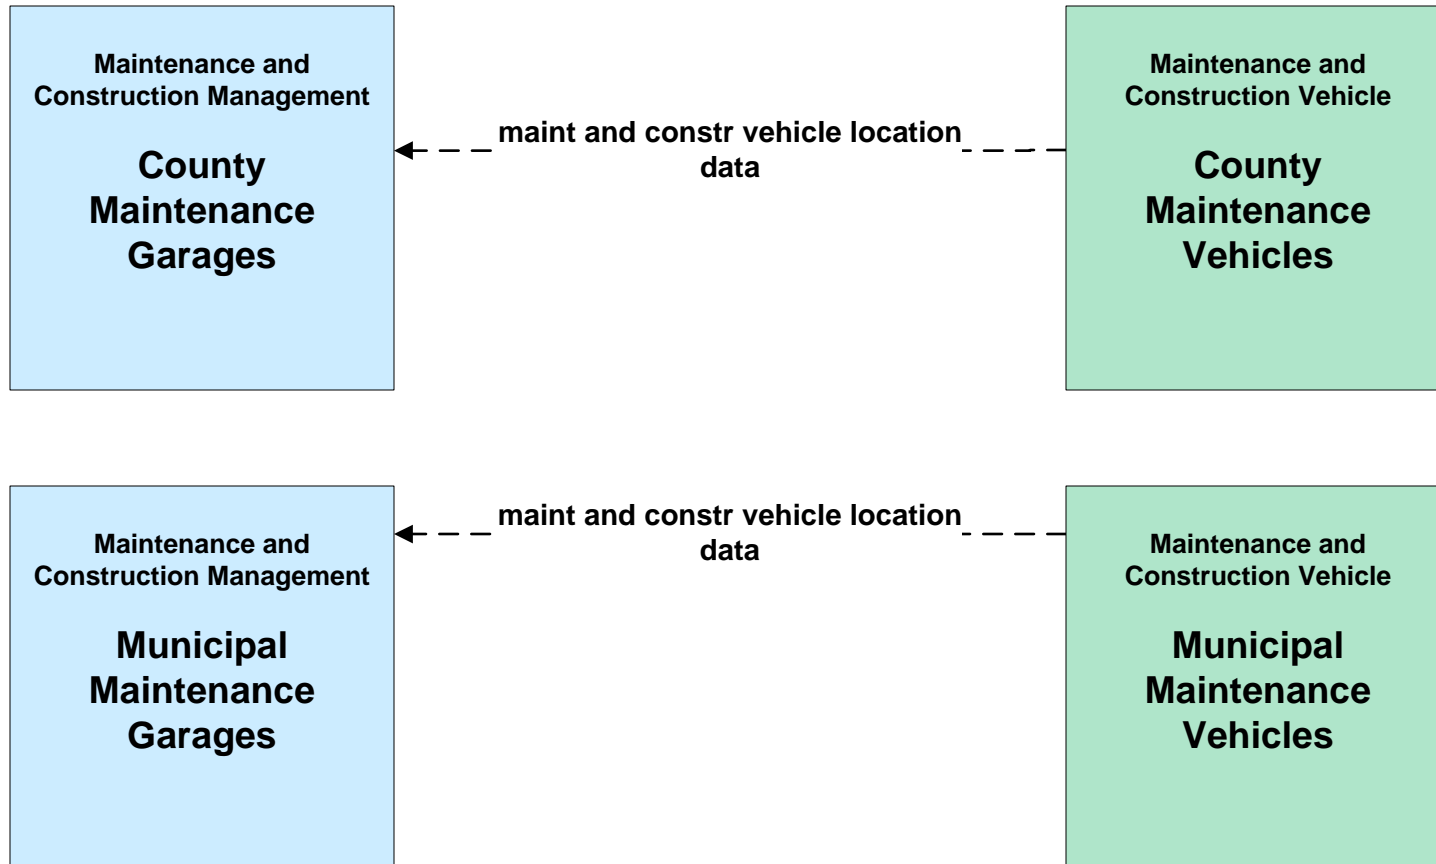 Maintenance and
Construction Management
County
Maintenance
Garages
maint and constr vehicle location
data
Maintenance and
Construction Vehicle
County
Maintenance
Vehicles
Maintenance and
Construction Management
Municipal
Maintenance
Garages
maint and constr vehicle location
data
Maintenance and
Construction Vehicle
Municipal
Maintenance
Vehicles